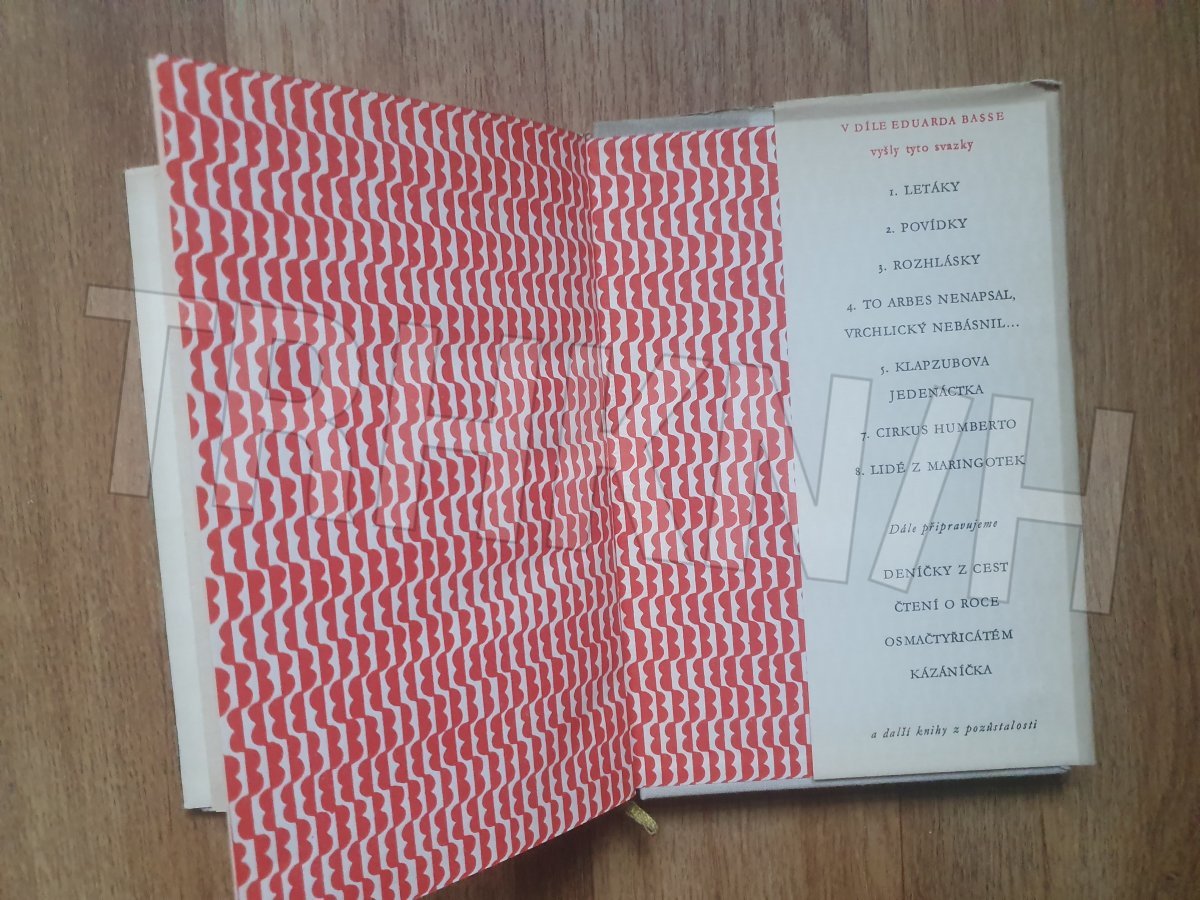 V DÍLE EDUARDA BASSE
vyšly tyto svazky
1. LETÁKY
2. POVÍDKY
3. ROZHLÁSKY
4. TO ARBES NENAPSAL,
VRCHLICKÝ NEBÁSNIL...
5. KLAPZUBOVA
JEDENÁCTKA
7. CIRKUS HUMBERTO
8. LIDÉ Z MARINGOTEK
Dále připravujeme
DENÍČKY Z CEST
ČTENÍ O ROCE
OSMAČTYŘICÁTÉM
KÁZÁNÍČKA
a další knihy z pozůstalosti
TRHKNIH